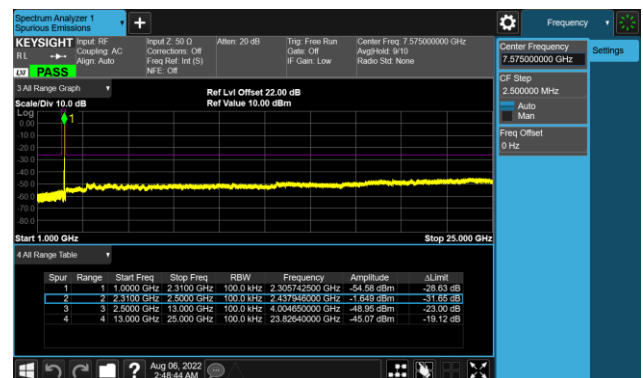 Spectrum Analyzer 1
Spurious Emissions
Frequency
KEYSIGHT
RL
LXI
PASS
Input: RF
Coupling: AC
Align: Auto
Input Z: 50 Ω
Corrections: Off
Freq Ref: Int (S)
NFE: Off
Atten: 20 dB
Trig: Free Run
Gate: Off
IF Gain: Low
Center Freq: 7.575000000 GHz
Avg|Hold: 9/10
Radio Std: None
Center Frequency
7.575000000 GHz
Settings
CF Step
2.500000 MHz
Auto
Man
Freq Offset
0 Hz
3 All Range Graph
Scale/Div 10.0 dB
Ref Lvl Offset 22.00 dB
Ref Value 10.00 dBm
Log
1
0.00
-10.0
-20.0
-30.0
-40.0
-50.0
-60.0
-70.0
-80.0
Start 1.000 GHz
Stop 25.000 GHz
4 All Range Table
Spur Range Start Freq Stop Freq RBW Frequency Amplitude ΔLimit
1 1 1.0000 GHz 2.3100 GHz 100.0 kHz 2.305742500 GHz -54.58 dBm -28.63 dB
2 2 2.3100 GHz 2.5000 GHz 100.0 kHz 2.437946000 GHz -1.649 dBm -31.65 dB
3 3 2.5000 GHz 13.000 GHz 100.0 kHz 4.004650000 GHz -48.95 dBm -23.00 dB
4 4 13.000 GHz 25.000 GHz 100.0 kHz 23.82640000 GHz -45.07 dBm -19.12 dB
?
Aug 06, 2022
2:48:44 AM